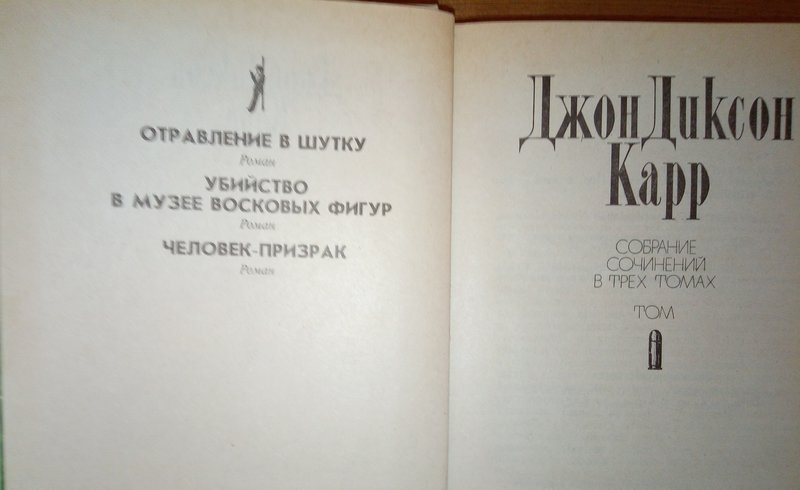 ОТРАВЛЕНИЕ В ШУТКУ
Роман
УБИЙСТВО
В МУЗЕЕ ВОСКОВЫХ ФИГУР
Роман
ЧЕЛОВЕК-ПРИЗРАК
Роман
Джон Диксон
Карр
СОБРАНИЕ
СОЧИНЕНИЙ
В ТРЕХ ТОМАХ
ТОМ